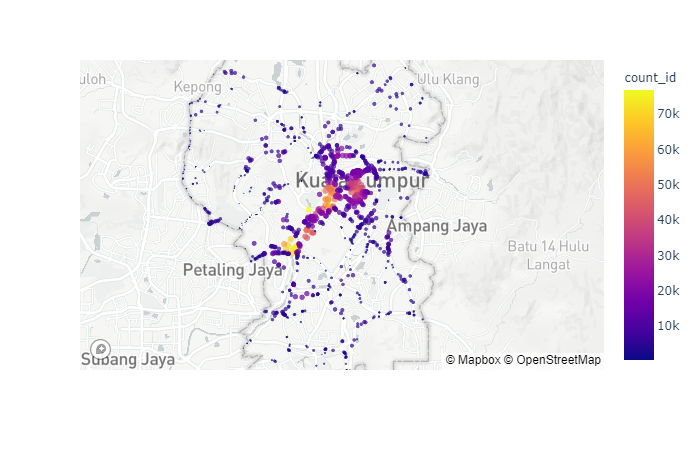 count_id
uloh
Kepong
Ulu Klang
70k
60k
50k
Kuala Lumpur
40k
Ampang Jaya
30k
Batu 14 Hulu
Langat
Petaling Jaya
20k
10k
Subang Jaya
© Mapbox © OpenStreetMap